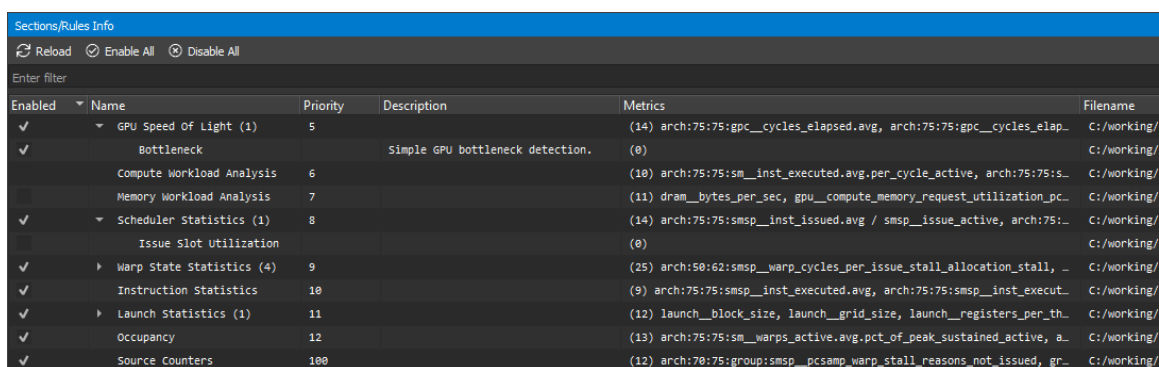 Sections/Rules Info
Reload Enable All Disable All
Enter filter
Enabled Name Priority Description Metrics Filename
GPU Speed Of Light (1) 5 (14) arch:75:75:gpc__cycles_elapsed.avg, arch:75:75:gpc__cycles_elap… C:/working/
Bottleneck Simple GPU bottleneck detection. (0) C:/working/
Compute Workload Analysis 6 (10) arch:75:75:sm__inst_executed.avg.per_cycle_active, arch:75:75:s… C:/working/
Memory Workload Analysis 7 (11) dram__bytes_per_sec, gpu__compute_memory_request_utilization_pc… C:/working/
Scheduler Statistics (1) 8 (14) arch:75:75:smsp__inst_issued.avg / smsp__issue_active, arch:75:… C:/working/
Issue Slot Utilization (0) C:/working/
Warp State Statistics (4) 9 (25) arch:50:62:smsp__warp_cycles_per_issue_stall_allocation_stall, … C:/working/
Instruction Statistics 10 (9) arch:75:75:smsp__inst_executed.avg, arch:75:75:smsp__inst_execut… C:/working/
Launch Statistics (1) 11 (12) launch__block_size, launch__grid_size, launch__registers_per_th… C:/working/
Occupancy 12 (13) arch:75:75:sm__warps_active.avg.pct_of_peak_sustained_active, a… C:/working/
Source Counters 100 (12) arch:70:75:group:smsp__pcsamp_warp_stall_reasons_not_issued, gr… C:/working/